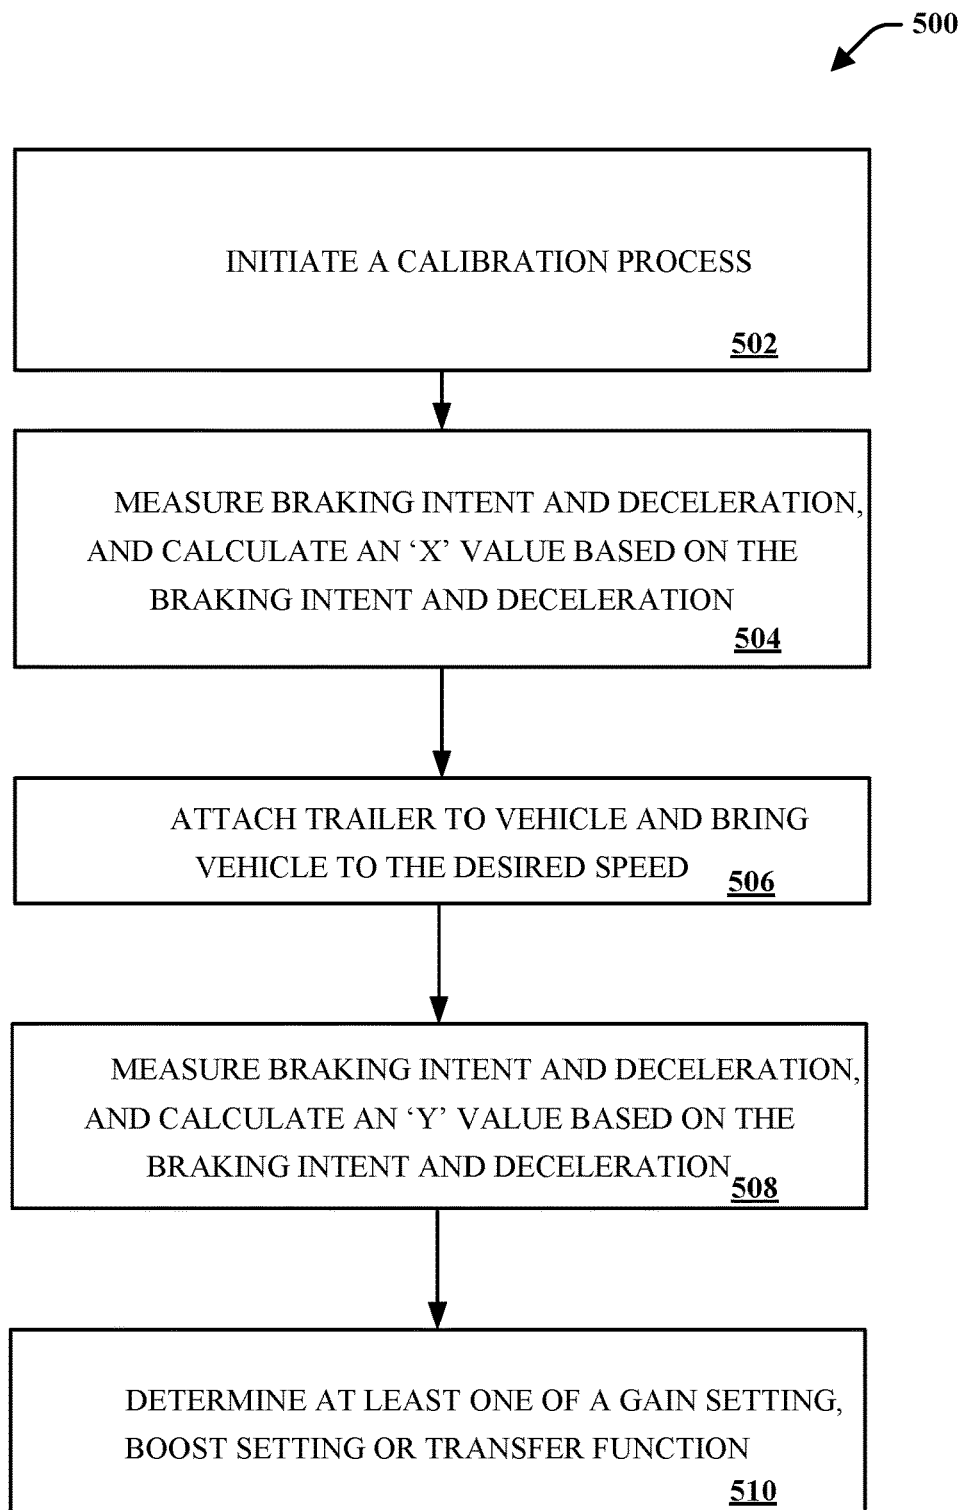 500
INITIATE A CALIBRATION PROCESS
502
MEASURE BRAKING INTENT AND DECELERATION,
AND CALCULATE AN ‘X’ VALUE BASED ON THE
BRAKING INTENT AND DECELERATION
504
ATTACH TRAILER TO VEHICLE AND BRING
VEHICLE TO THE DESIRED SPEED
506
MEASURE BRAKING INTENT AND DECELERATION,
AND CALCULATE AN ‘Y’ VALUE BASED ON THE
BRAKING INTENT AND DECELERATION
508
DETERMINE AT LEAST ONE OF A GAIN SETTING,
BOOST SETTING OR TRANSFER FUNCTION
510